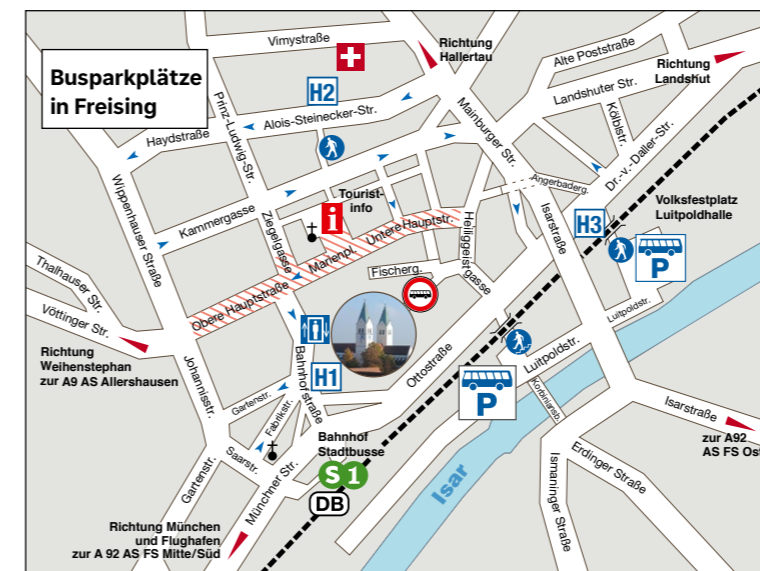 Busparkplätze
in Freising
Vimystraße
Richtung
Hallertau
Alte Poststraße
Richtung
Landshut
H2
Alois-Steinecker-Str.
Prinz-Ludwig-Str.
Haydstraße
Mainburger Str.
Landshuter Str.
Kölblstr.
Dr.-v.-Daller-Str.
Angerbaderg.
Wippenhauser Straße
Kammergasse
Ziegelgasse
Tourist-
info
i
Volksfestplatz
Luitpoldhalle
H3
P
Isarstraße
Heiliggeistgasse
Obere Hauptstraße
Marienpl.
Untere Hauptstr.
Fischerg.
Thalhauser Str.
Vöttinger Str.
Richtung
Weihenstephan
zur A9 AS Allershausen
Johannisstr.
Bahnhofstraße
H1
Ottostraße
Luitpoldstr.
Luitpoldstr.
P
Korbiniansb.
Gartenstr.
Fabrikstr.
Saarstr.
Gartenstr.
Münchner Str.
Bahnhof
Stadtbusse
S 1
DB
Isar
Isarstraße
zur A92
AS FS Ost
Erdinger Straße
Ismaninger Straße
Richtung München
und Flughafen
zur A 92 AS FS Mitte/Süd